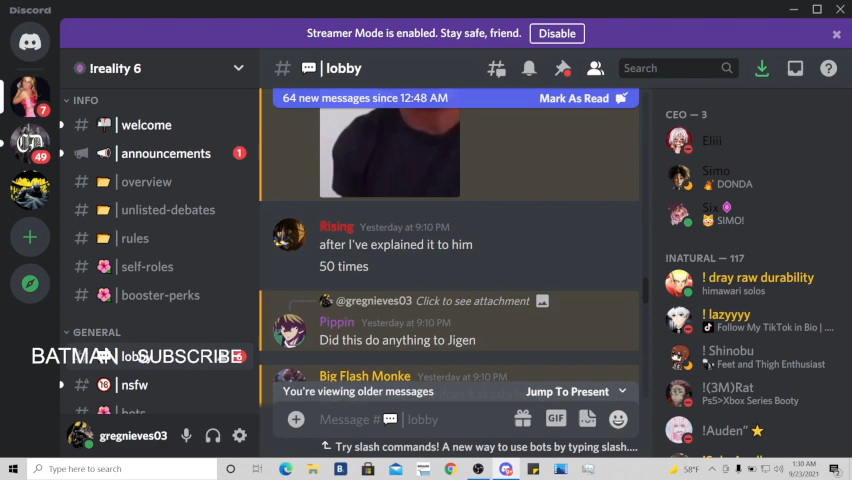 Discord
Streamer Mode is enabled. Stay safe, friend. Disable
!reality 6
# 💬 | lobby
Search
INFO
# | welcome
| announcements 1
# | overview
# | unlisted-debates
# | rules
# | self-roles
# | booster-perks
GENERAL
lobby 6
BATMAN SUBSCRIBE
# 🔞 | nsfw
# | bots
7
49
gregnieves03
64 new messages since 12:48 AM Mark As Read
Rising Yesterday at 9:10 PM
after I've explained it to him
50 times
@gregnieves03 Click to see attachment
Pippin Yesterday at 9:10 PM
Did this do anything to Jigen
Big Flash Monke Yesterday at 9:10 PM
You're viewing older messages Jump To Present
Message # 💬 | lobby
GIF
Try slash commands! A new way to use bots by typing slash....
CEO — 3
Eliii
Simo
DONDA
Six
SIMO!
INATURAL — 117
! dray raw durability
himawari solos
! lazyyyy
Follow My TikTok in Bio | ....
! Shinobu
Feet and Thigh Enthusiast
!(3M)Rat
Ps5>Xbox Series Booty
!Auden"
Type here to search
58°F
1:30 AM
9/23/2021
2